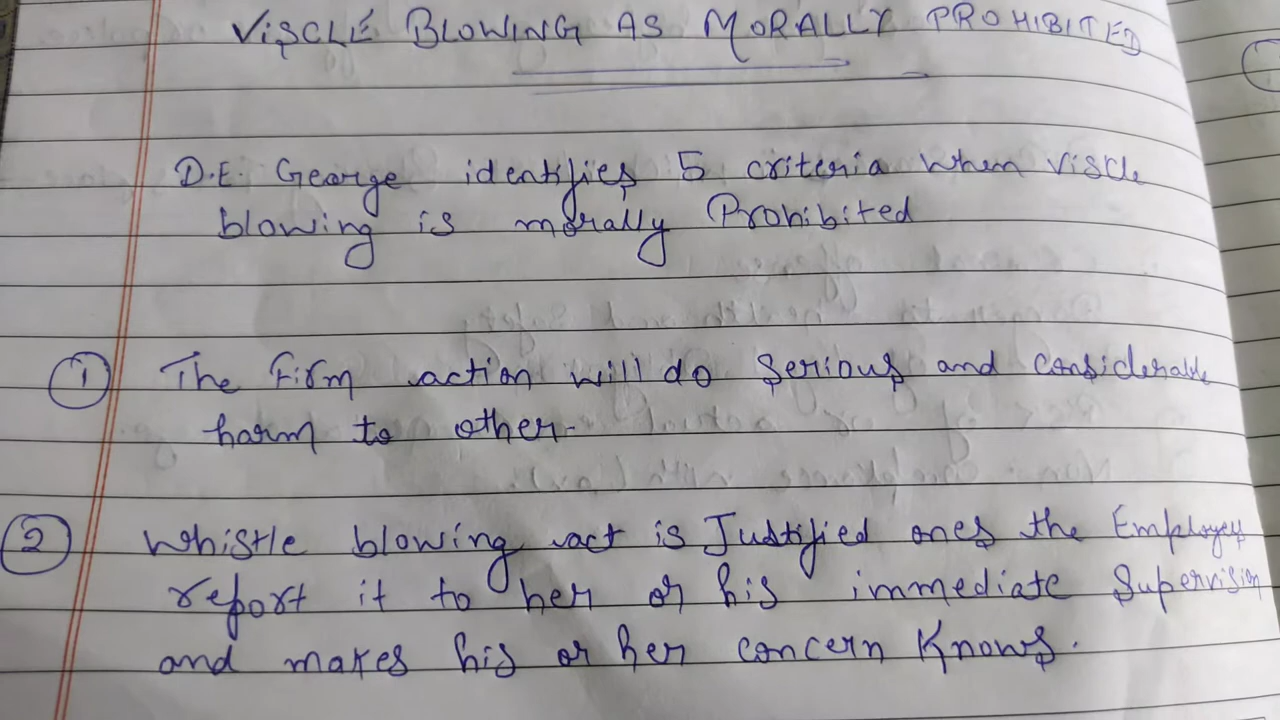 VISCLE BLOWING AS MORALLY PROHIBITED
D.E. George identifies 5 criteria when viscle
blowing is morally Prohibited
1 The Firm action will do serious and considerable
harm to other.
2 Whistle blowing act is Justified ones the Employees
report it to her or his immediate Supervision
and makes his or her concern Knows.